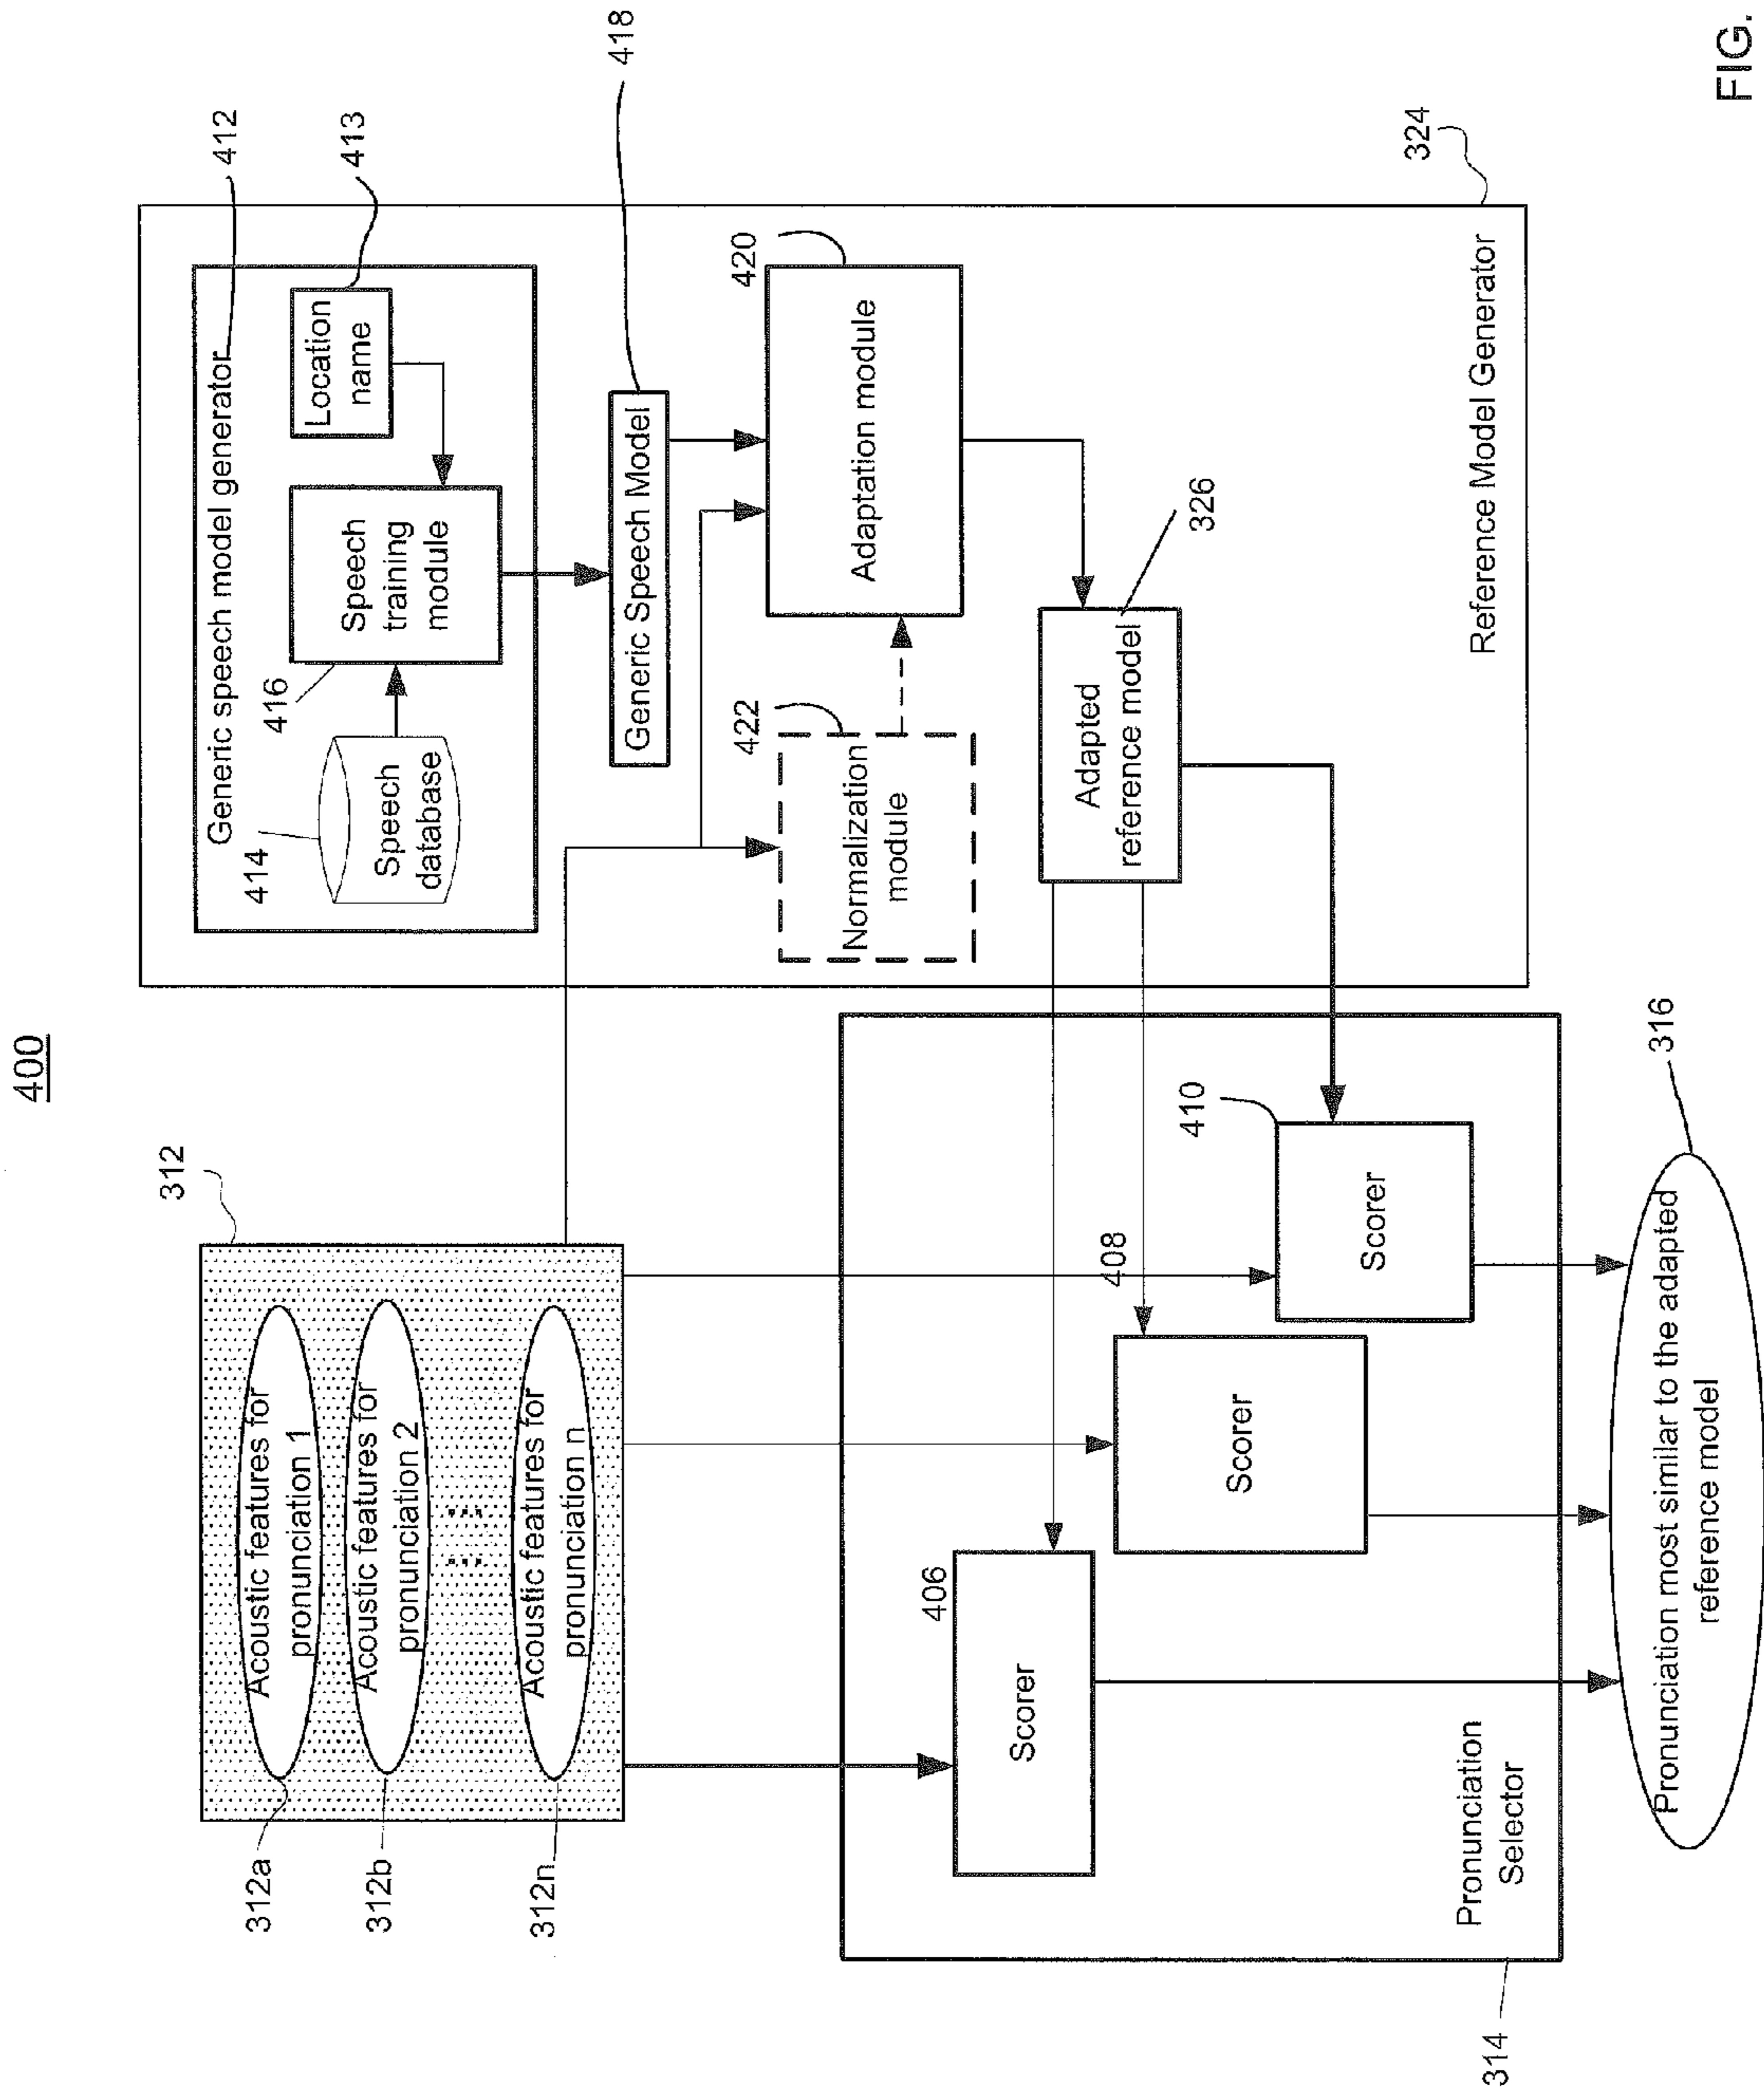 400
312
Acoustic features for
pronunciation 1
Acoustic features for
pronunciation 2
... ...
Acoustic features for
pronunciation n
312a
312b
312n
Generic speech model generator
412
414
Speech
database
416
Speech
training
module
Location
name
413
Generic Speech Model
418
422
Normalization
module
420
Adaptation module
Adapted
reference model
326
Reference Model Generator
324
406
Scorer
408
Scorer
410
Scorer
Pronunciation
Selector
314
Pronunciation most similar to the adapted
reference model
316
FIG.